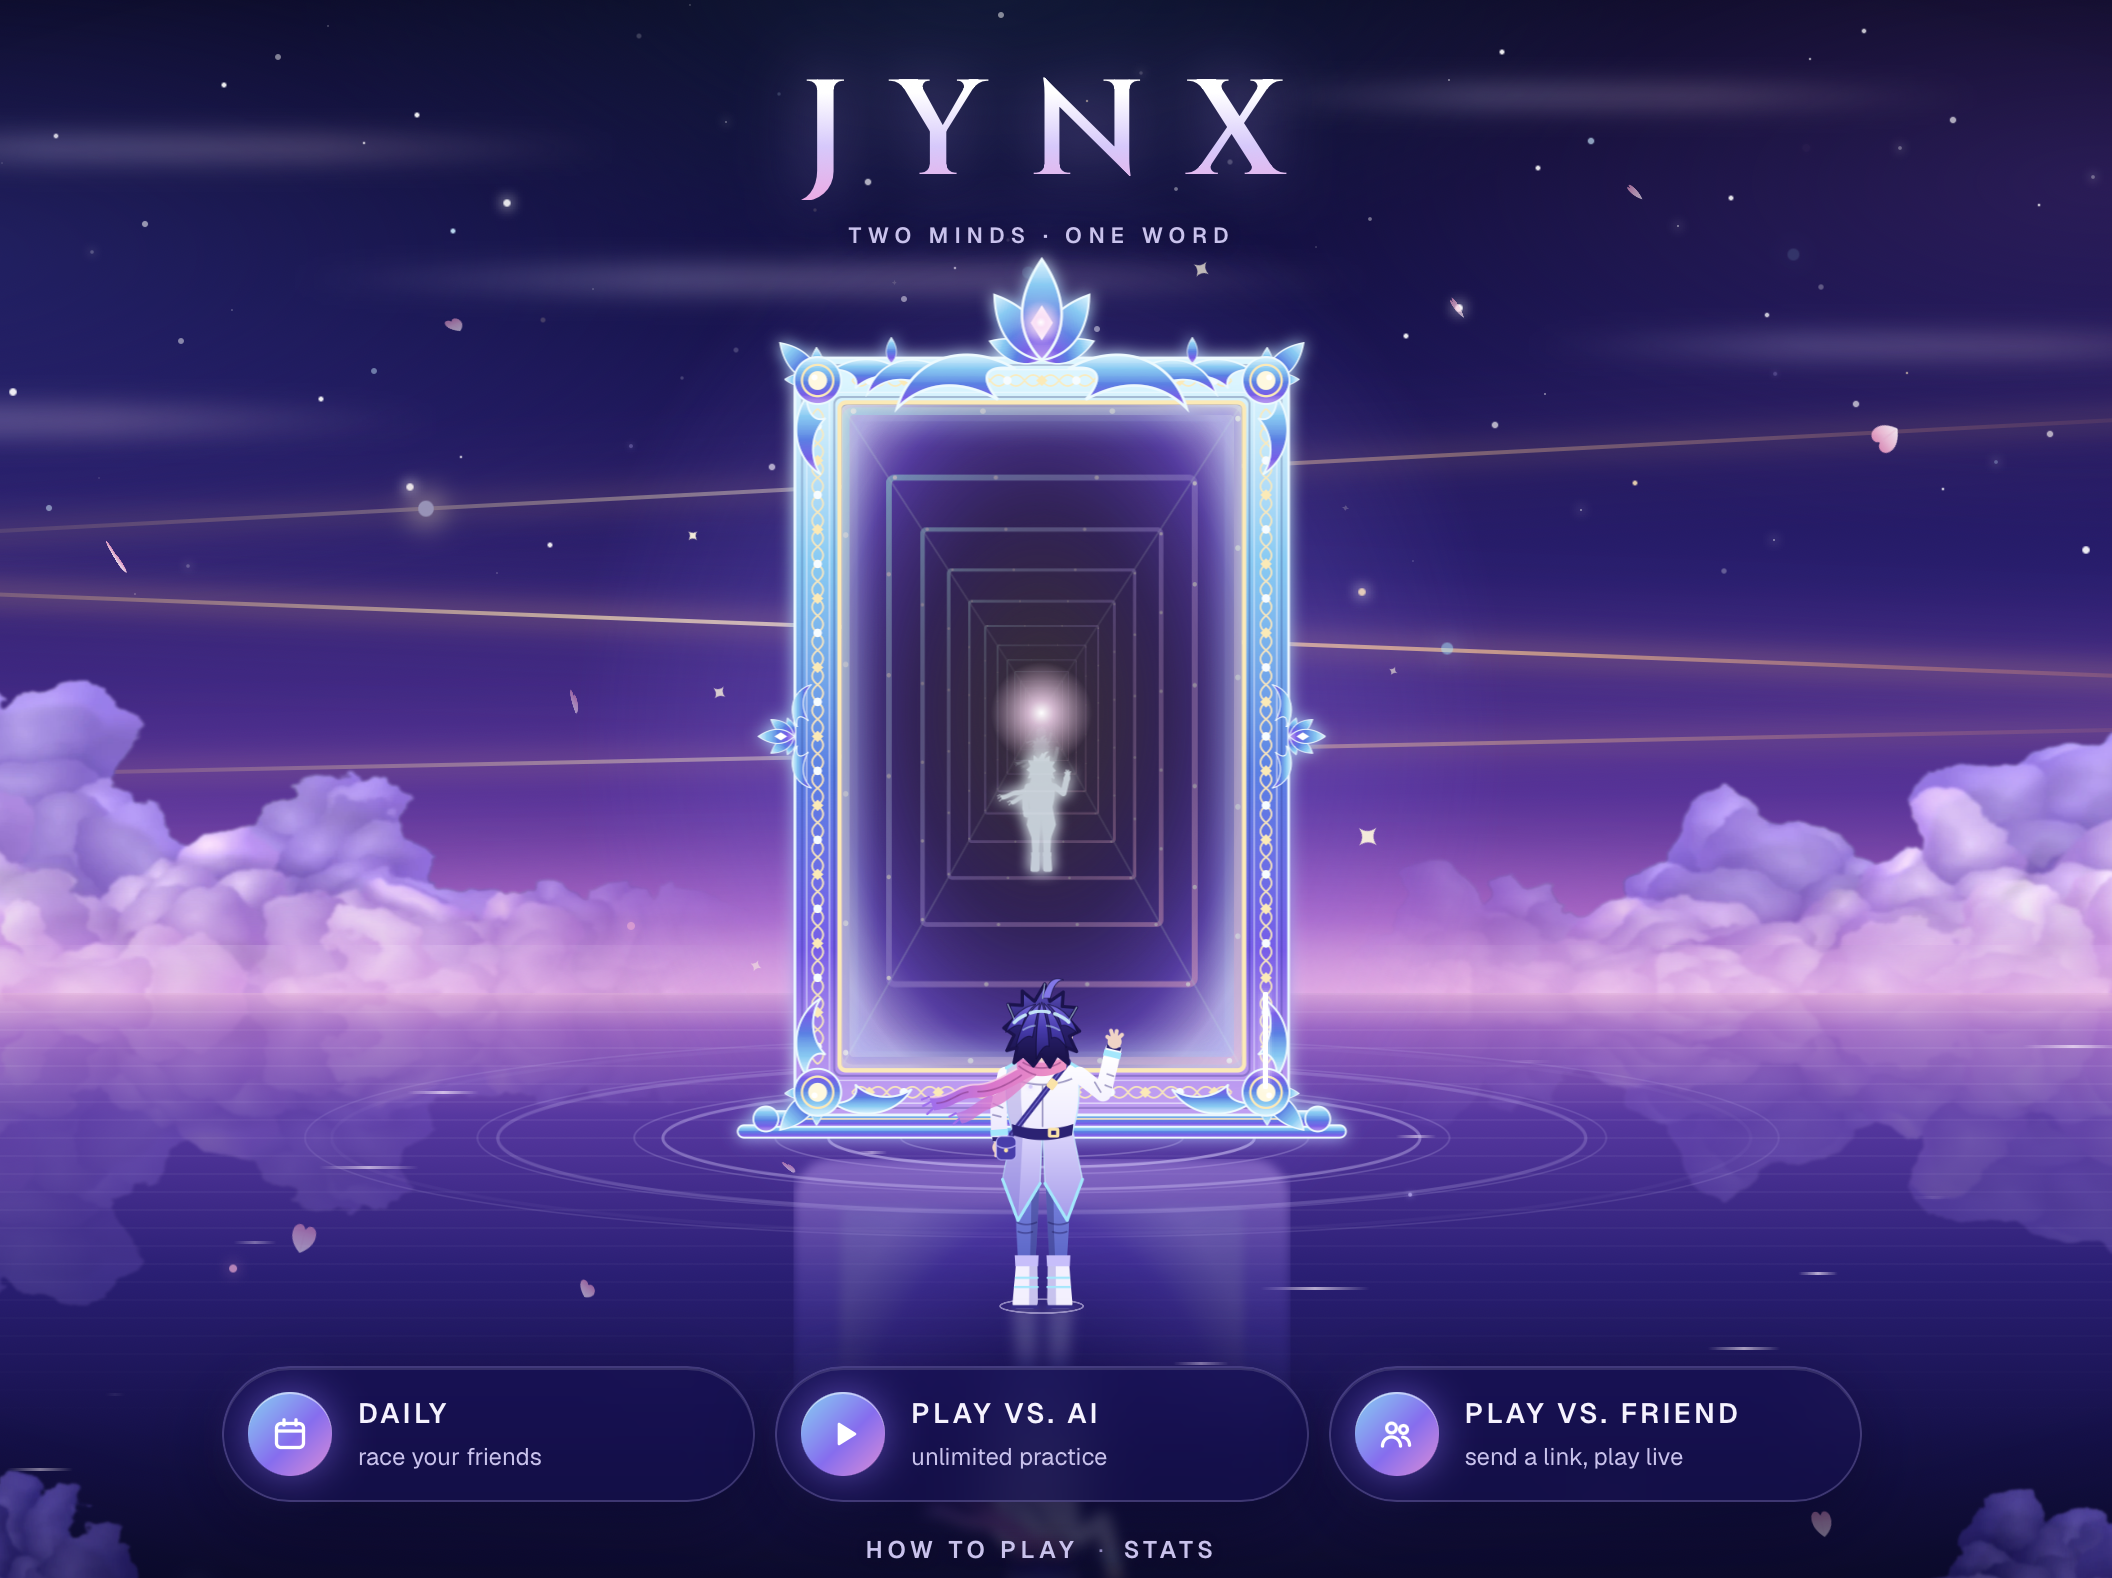 JYNX
TWO MINDS · ONE WORD
DAILY
race your friends
PLAY VS. AI
unlimited practice
PLAY VS. FRIEND
send a link, play live
HOW TO PLAY · STATS